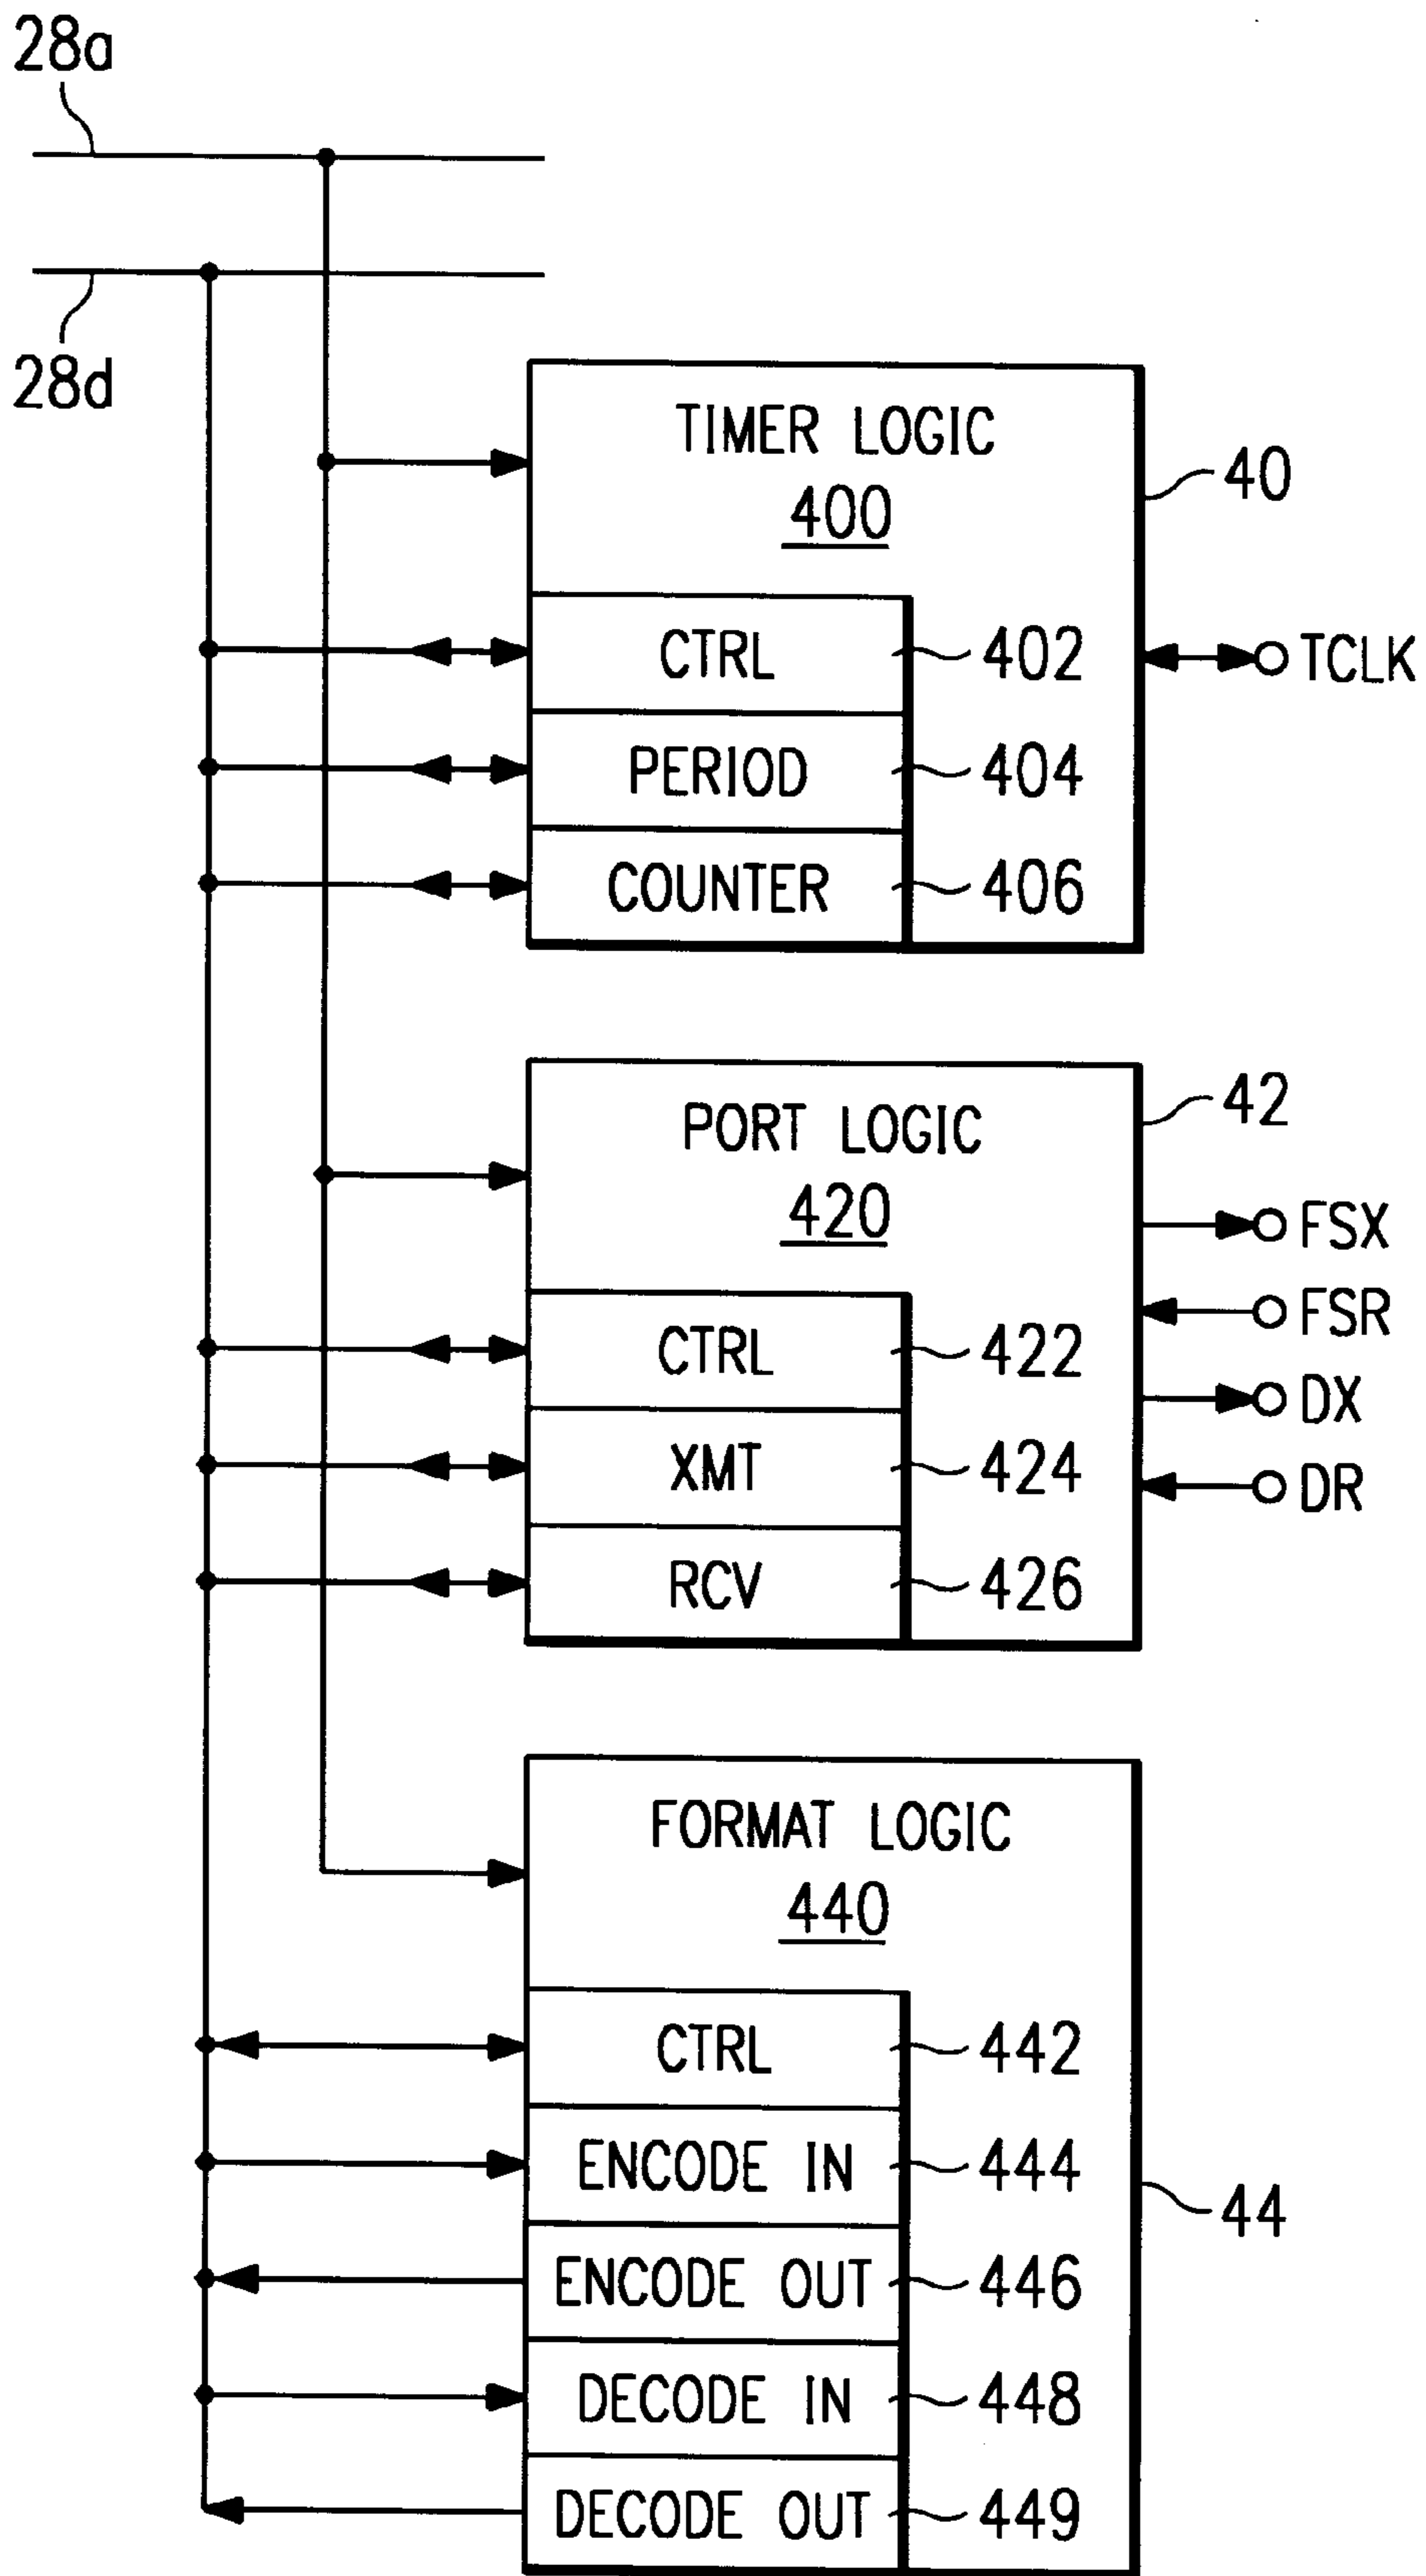 28a
28d
TIMER LOGIC
400
40
CTRL
402
TCLK
PERIOD
404
COUNTER
406
PORT LOGIC
420
42
FSX
FSR
CTRL
422
DX
XMT
424
DR
RCV
426
FORMAT LOGIC
440
CTRL
442
ENCODE IN
444
44
ENCODE OUT
446
DECODE IN
448
DECODE OUT
449